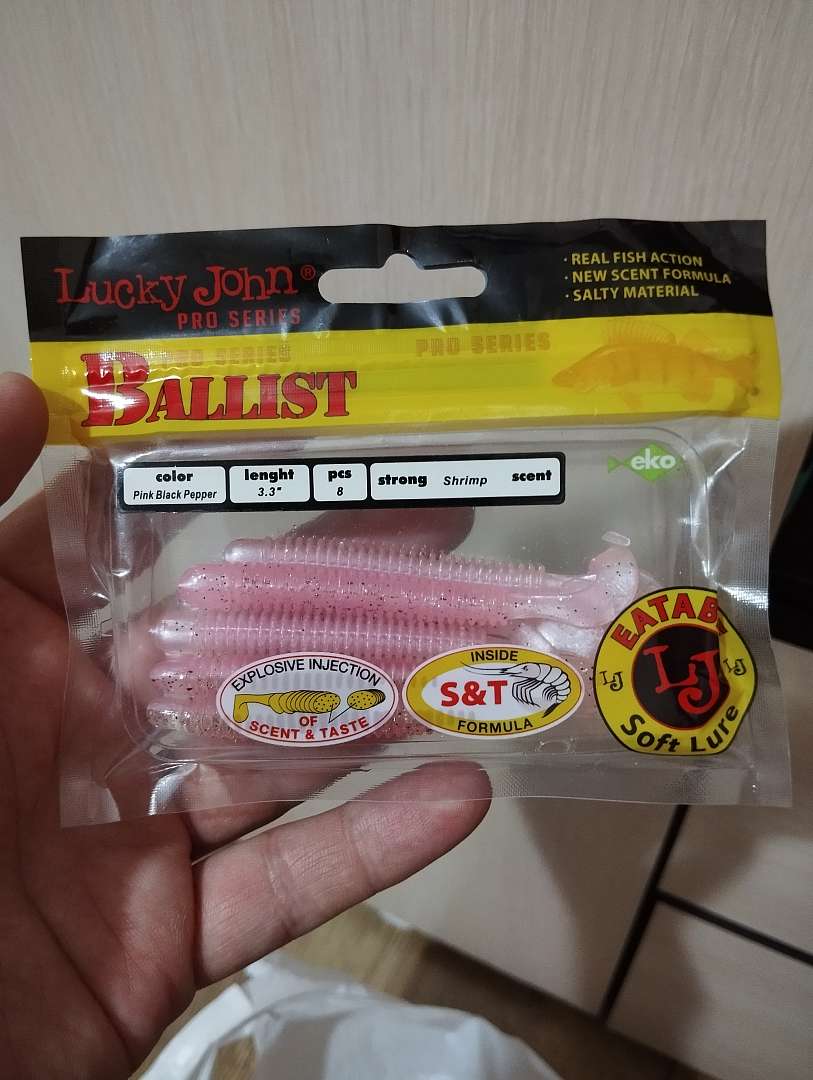 Lucky John®
PRO SERIES
· REAL FISH ACTION
· NEW SCENT FORMULA
· SALTY MATERIAL
PRO SERIES
PRO SERIES
BALLIST
color
Pink Black Pepper
lenght
3.3"
pcs
8
strong Shrimp scent
eko
EXPLOSIVE INJECTION
OF
SCENT & TASTE
INSIDE
S&T
FORMULA
LJ
LJ
LJ
Soft Lure